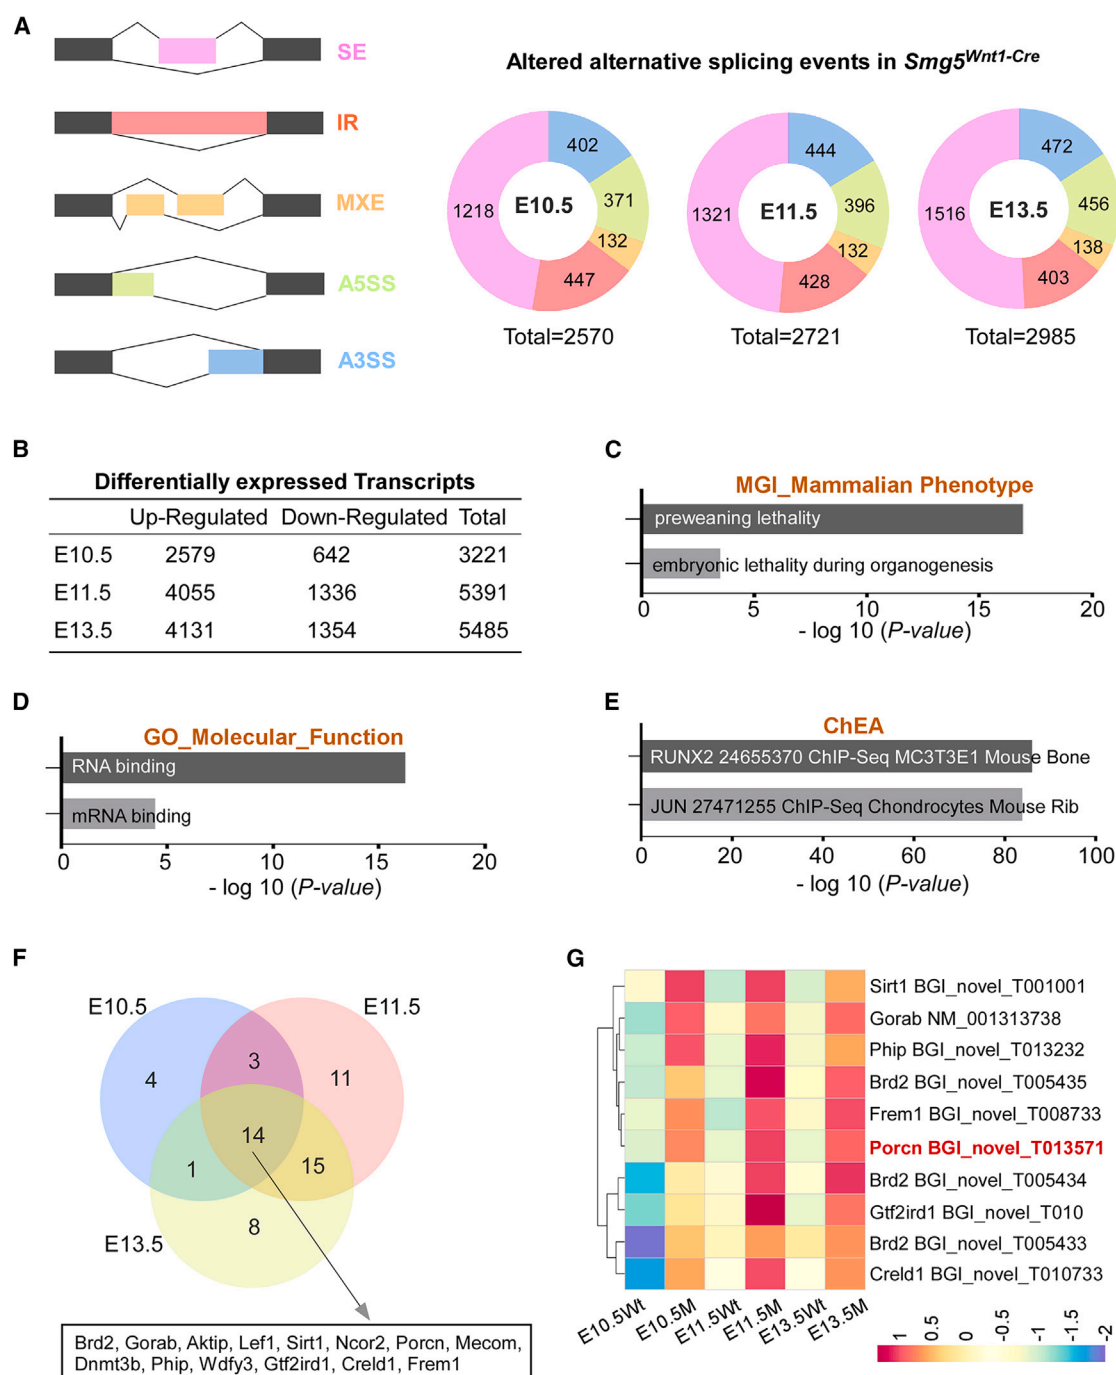 A
SE
IR
MXE
A5SS
A3SS
Altered alternative splicing events in Smg5Wnt1-Cre
402
371
132
447
1218
E10.5
Total=2570
444
396
132
428
1321
E11.5
Total=2721
472
456
138
403
1516
E13.5
Total=2985
B
Differentially expressed Transcripts
Up-Regulated Down-Regulated Total
E10.5 2579 642 3221
E11.5 4055 1336 5391
E13.5 4131 1354 5485
C
MGI_Mammalian Phenotype
preweaning lethality
embryonic lethality during organogenesis
0 5 10 15 20
- log 10 (P-value)
D
GO_Molecular_Function
RNA binding
mRNA binding
0 5 10 15 20
- log 10 (P-value)
E
ChEA
RUNX2 24655370 ChIP-Seq MC3T3E1 Mouse Bone
JUN 27471255 ChIP-Seq Chondrocytes Mouse Rib
0 20 40 60 80 100
- log 10 (P-value)
F
E10.5
E11.5
4
3
11
14
1
15
8
E13.5
Brd2, Gorab, Aktip, Lef1, Sirt1, Ncor2, Porcn, Mecom,
Dnmt3b, Phip, Wdfy3, Gtf2ird1, Creld1, Frem1
G
Sirt1 BGI_novel_T001001
Gorab NM_001313738
Phip BGI_novel_T013232
Brd2 BGI_novel_T005435
Frem1 BGI_novel_T008733
Porcn BGI_novel_T013571
Brd2 BGI_novel_T005434
Gtf2ird1 BGI_novel_T010
Brd2 BGI_novel_T005433
Creld1 BGI_novel_T010733
E10.5Wt E10.5M E11.5Wt E11.5M E13.5Wt E13.5M
1 0.5 0 -0.5 -1 -1.5 -2